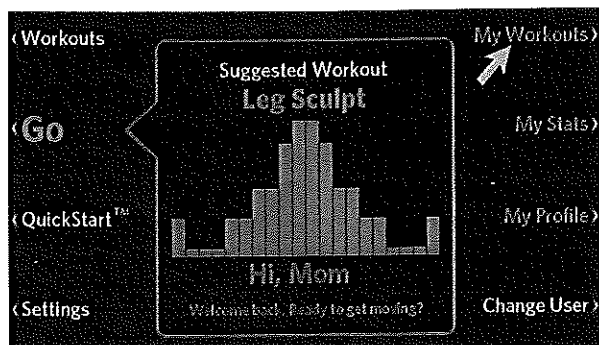 ‹Workouts
My Workouts›
Suggested Workout
Leg Sculpt
‹Go
My Stats›
‹QuickStart™
My Profile›
Hi, Mom
Welcome back. Ready to get moving?
‹Settings
Change User›